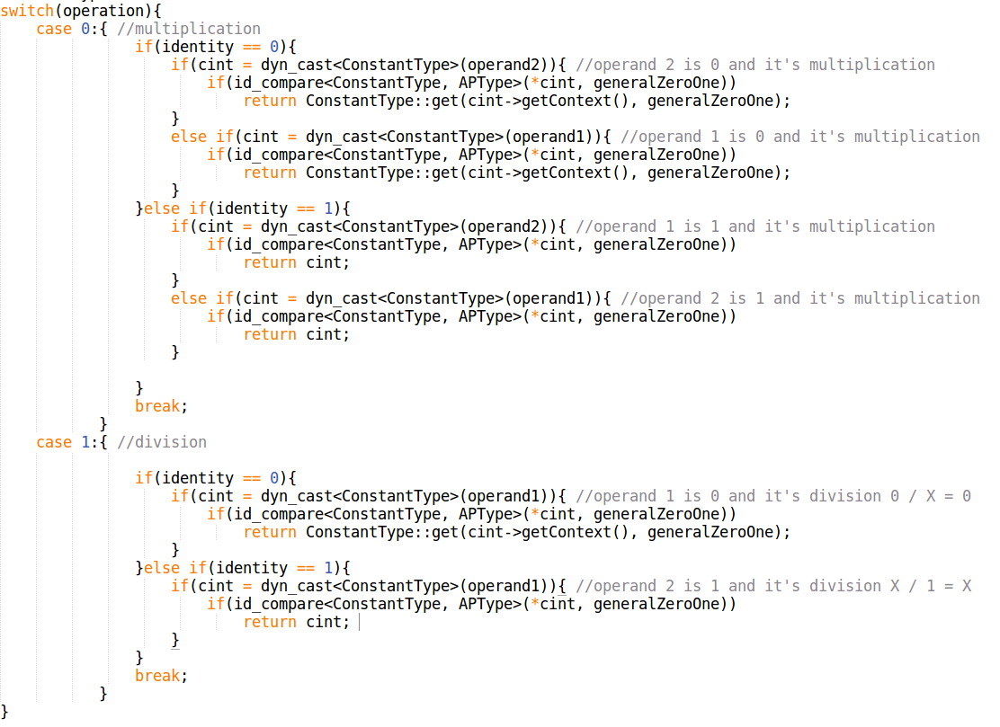 switch(operation){
    case 0:{ //multiplication
               if(identity == 0){
                   if(cint = dyn_cast<ConstantType>(operand2)){ //operand 2 is 0 and it's multiplication
                       if(id_compare<ConstantType, APType>(*cint, generalZeroOne))
                           return ConstantType::get(cint->getContext(), generalZeroOne);
                   }
                   else if(cint = dyn_cast<ConstantType>(operand1)){ //operand 1 is 0 and it's multiplication
                       if(id_compare<ConstantType, APType>(*cint, generalZeroOne))
                           return ConstantType::get(cint->getContext(), generalZeroOne);
                   }
               }else if(identity == 1){
                   if(cint = dyn_cast<ConstantType>(operand2)){ //operand 1 is 1 and it's multiplication
                       if(id_compare<ConstantType, APType>(*cint, generalZeroOne))
                           return cint;
                   }
                   else if(cint = dyn_cast<ConstantType>(operand1)){ //operand 2 is 1 and it's multiplication
                       if(id_compare<ConstantType, APType>(*cint, generalZeroOne))
                           return cint;
                   }

               }
               break;
           }
    case 1:{ //division

               if(identity == 0){
                   if(cint = dyn_cast<ConstantType>(operand1)){ //operand 1 is 0 and it's division 0 / X = 0
                       if(id_compare<ConstantType, APType>(*cint, generalZeroOne))
                           return ConstantType::get(cint->getContext(), generalZeroOne);
                   }
               }else if(identity == 1){
                   if(cint = dyn_cast<ConstantType>(operand1)){ //operand 2 is 1 and it's division X / 1 = X
                       if(id_compare<ConstantType, APType>(*cint, generalZeroOne))
                           return cint;
                   }
               }
               break;
           }
}